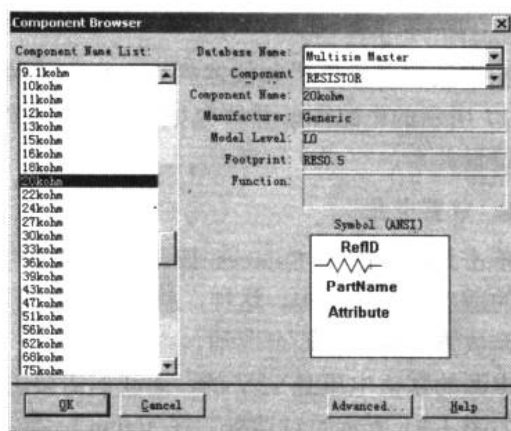 Component Browser
Component Name List:
9.1kohm
10kohm
11kohm
12kohm
13kohm
15kohm
16kohm
18kohm
20kohm
22kohm
24kohm
27kohm
30kohm
33kohm
36kohm
39kohm
43kohm
47kohm
51kohm
56kohm
62kohm
68kohm
75kohm
Database Name: Multisim Master
Component RESISTOR
Component Name: 20kohm
Manufacturer: Generic
Model Level: L0
Footprint: RES0.5
Function:
Symbol (ANSI)
RefID
PartName
Attribute
OK Cancel Advanced... Help